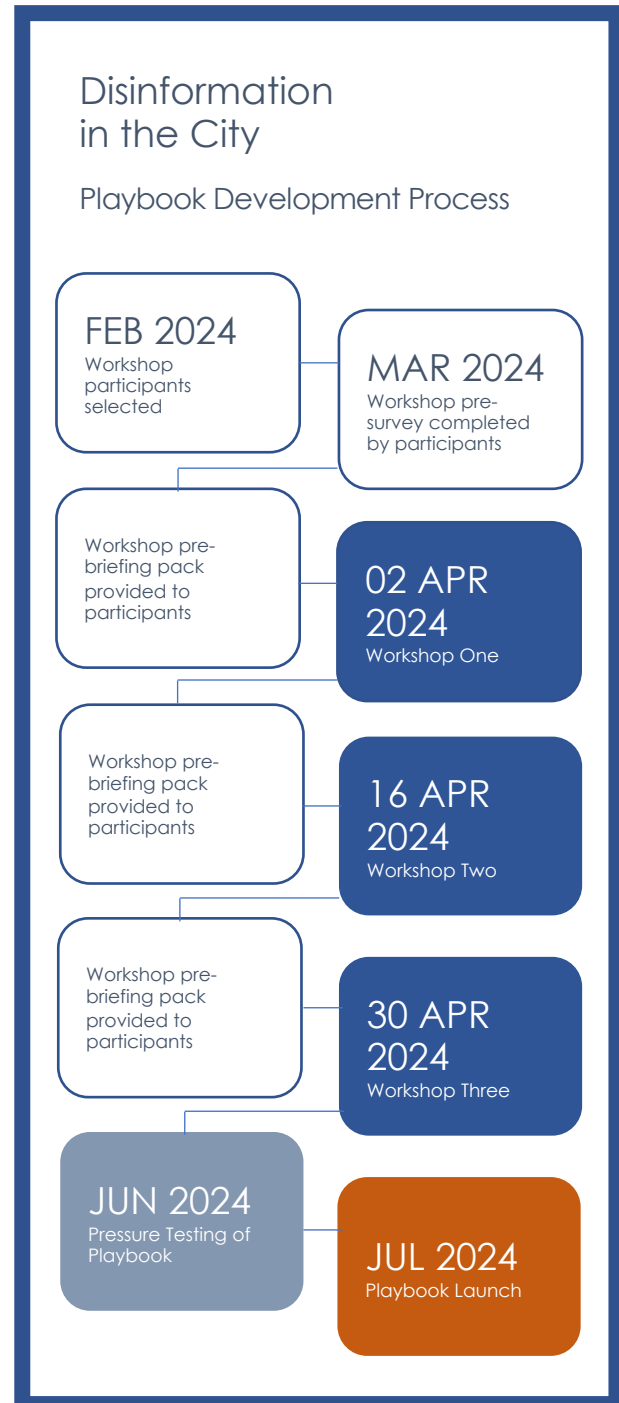 Disinformation
in the City
Playbook Development Process
FEB 2024
Workshop
participants
selected
MAR 2024
Workshop pre-
survey completed
by participants
Workshop pre-
briefing pack
provided to
participants
02 APR
2024
Workshop One
Workshop pre-
briefing pack
provided to
participants
16 APR
2024
Workshop Two
Workshop pre-
briefing pack
provided to
participants
30 APR
2024
Workshop Three
JUN 2024
Pressure Testing of
Playbook
JUL 2024
Playbook Launch